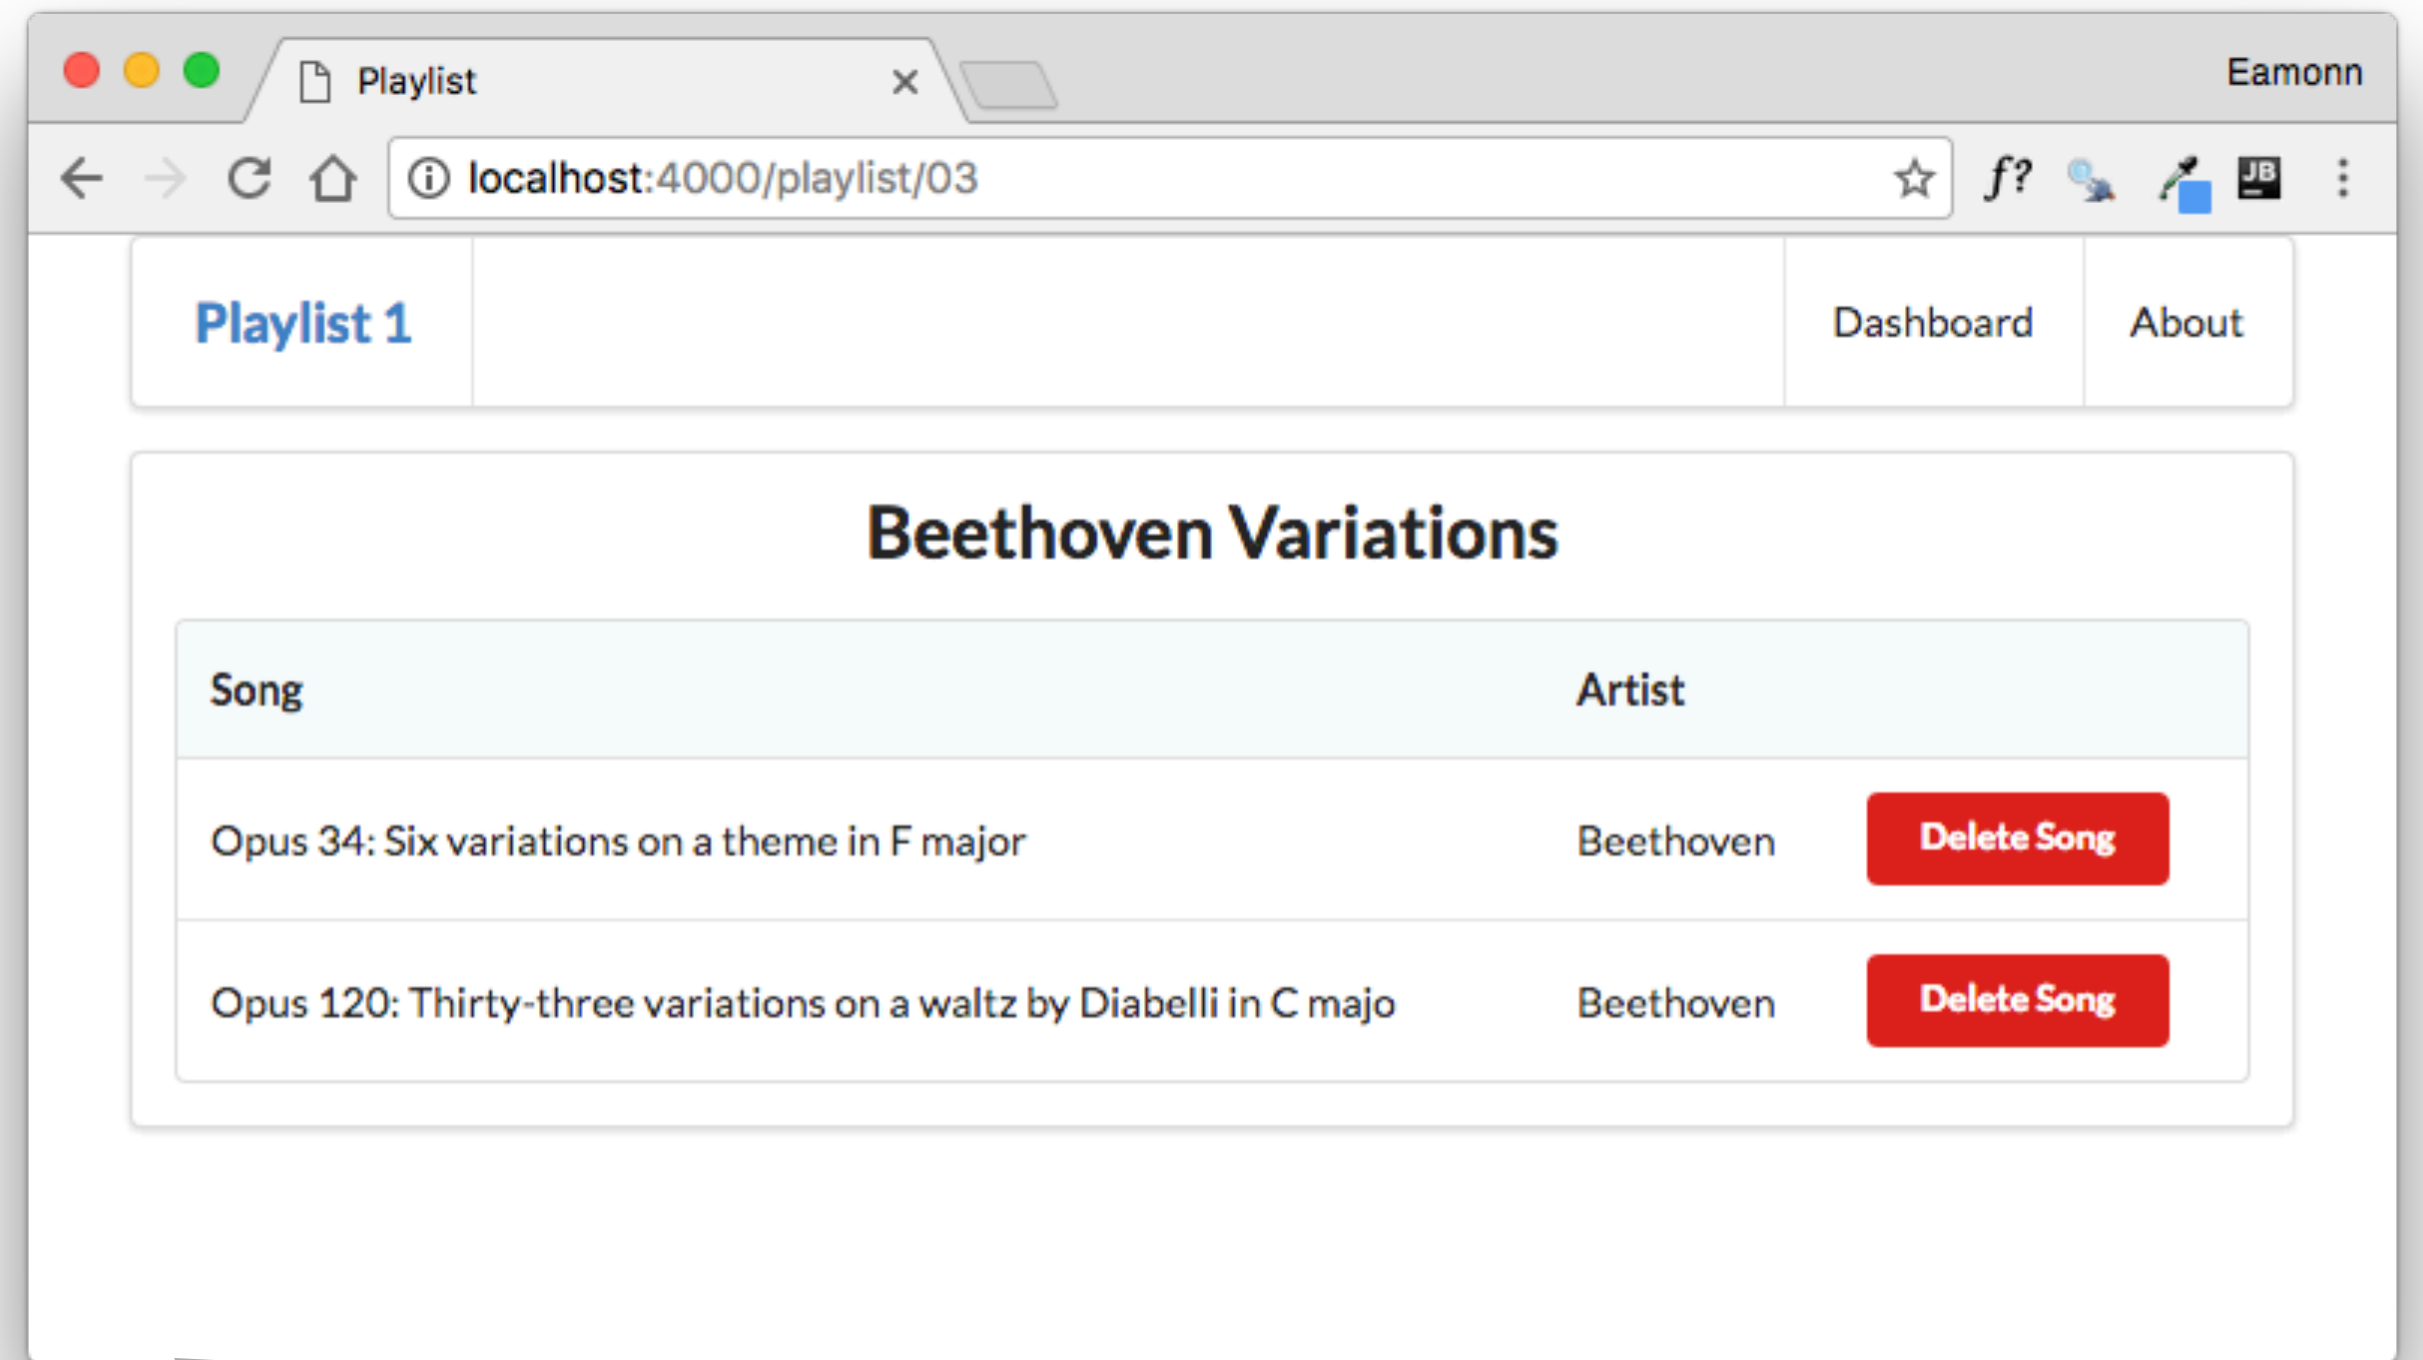 Playlist
Eamonn
localhost:4000/playlist/03
f?
JB
Playlist 1
Dashboard
About
Beethoven Variations
Song Artist
Opus 34: Six variations on a theme in F major Beethoven Delete Song
Opus 120: Thirty-three variations on a waltz by Diabelli in C majo Beethoven Delete Song